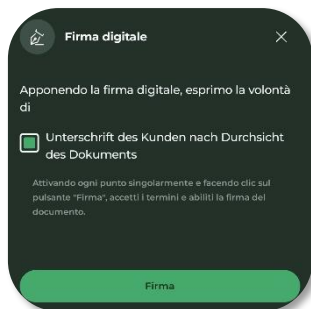 Firma digitale
Apponendo la firma digitale, esprimo la volontà
di
Unterschrift des Kunden nach Durchsicht
des Dokuments
Attivando ogni punto singolarmente e facendo clic sul
pulsante "Firma", accetti i termini e abiliti la firma del
documento.
Firma